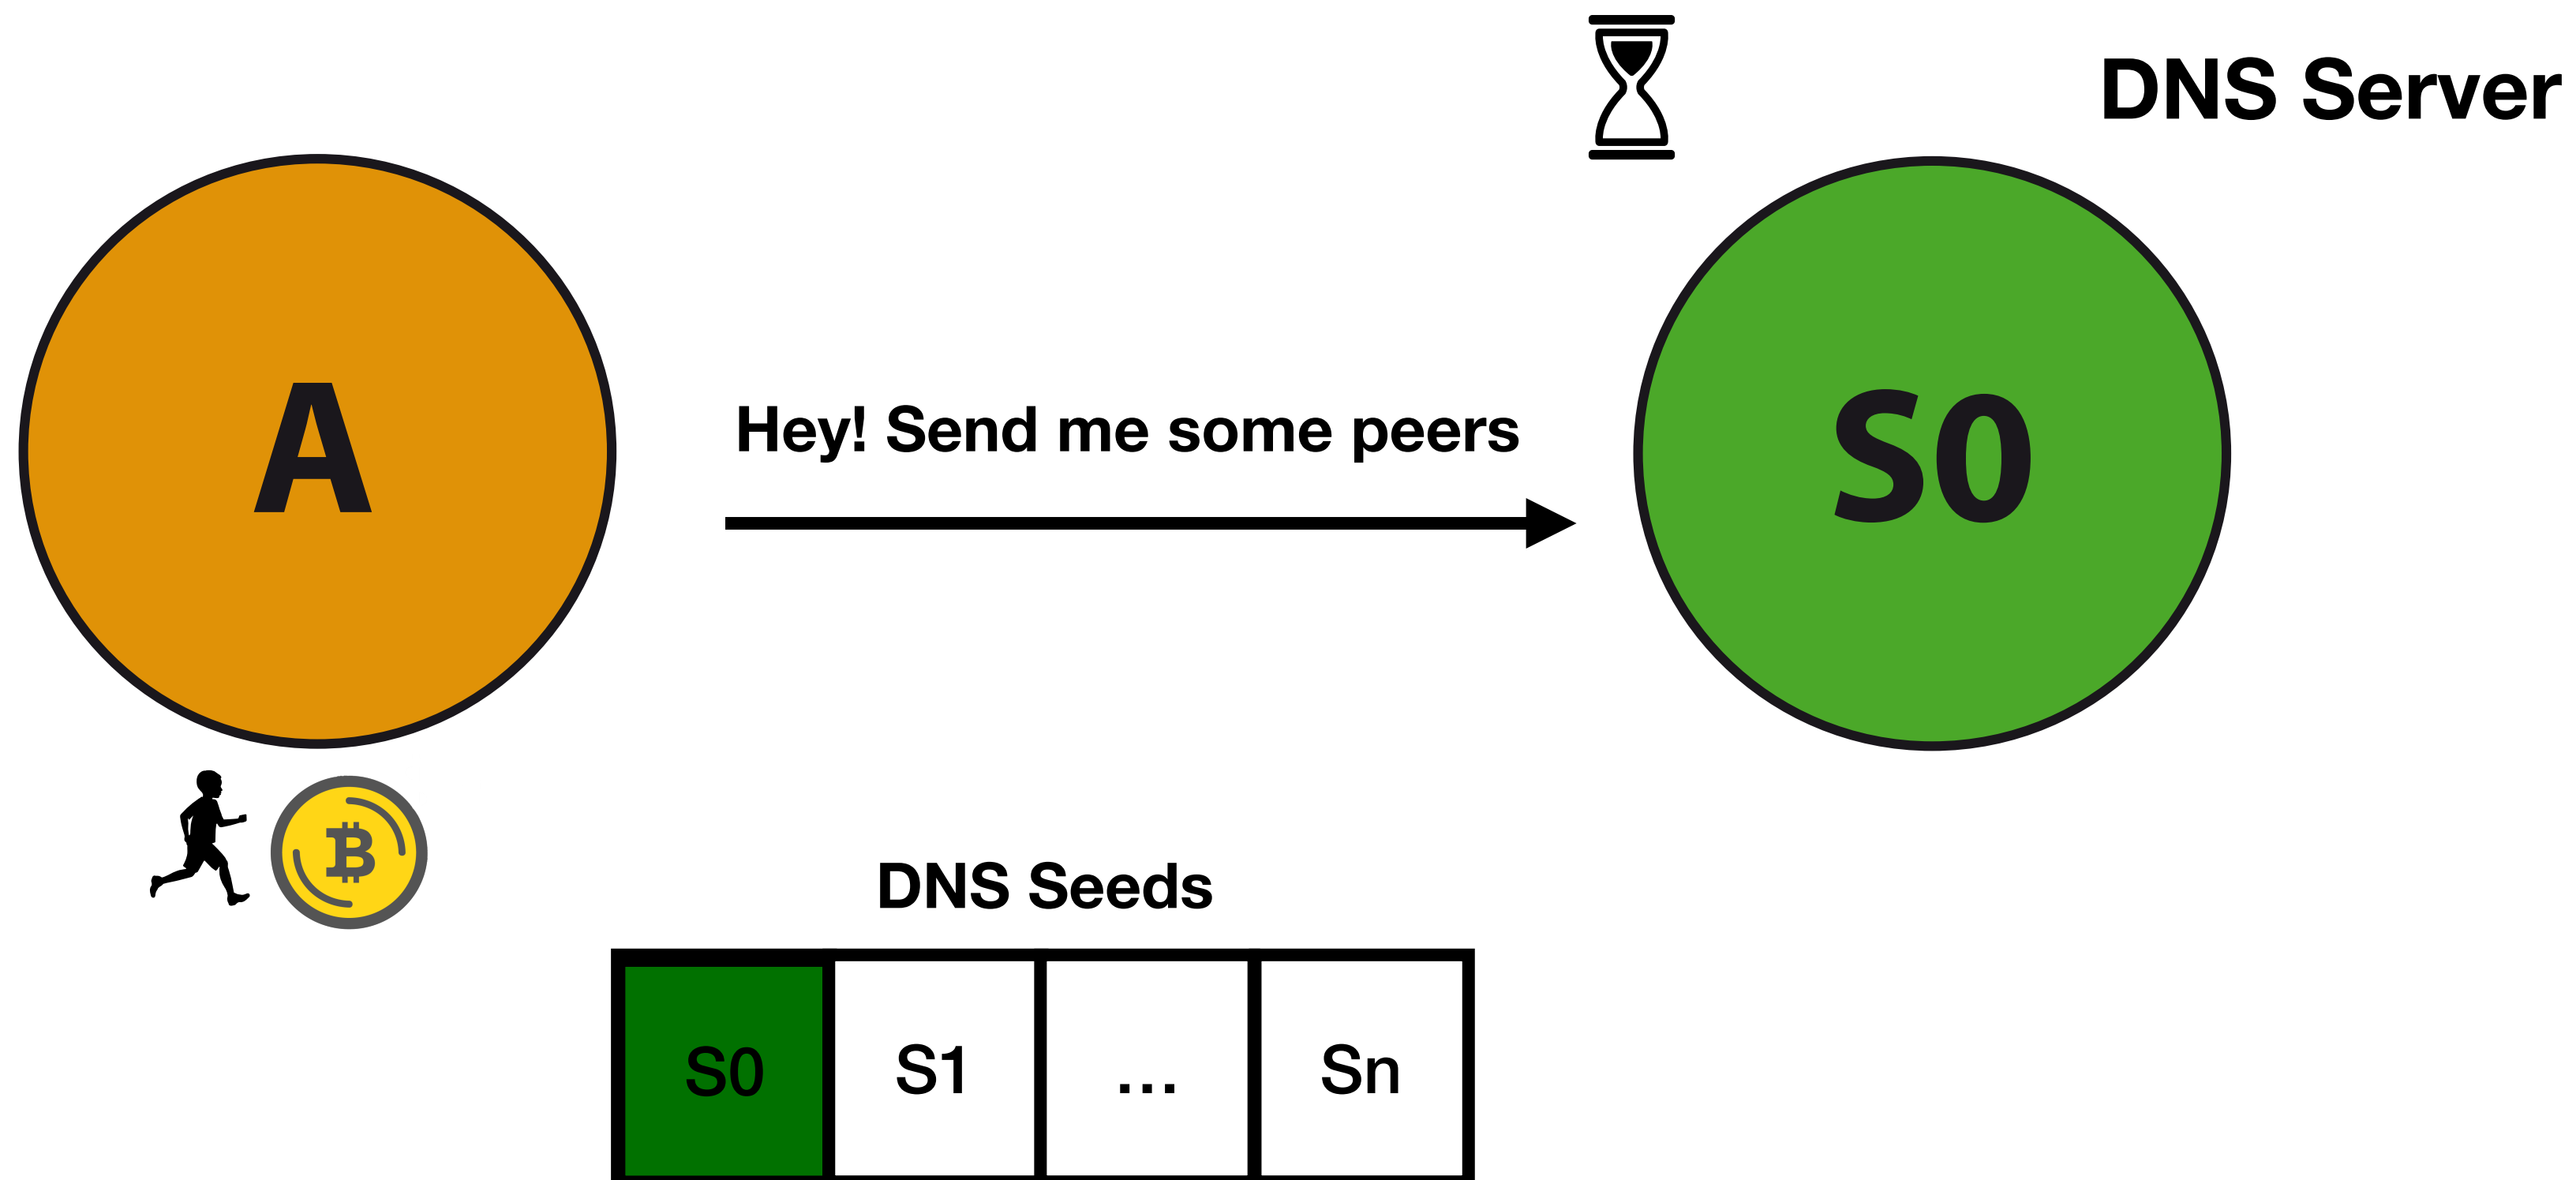 DNS Server
A
Hey! Send me some peers
S0
DNS Seeds
S0
S1
...
Sn